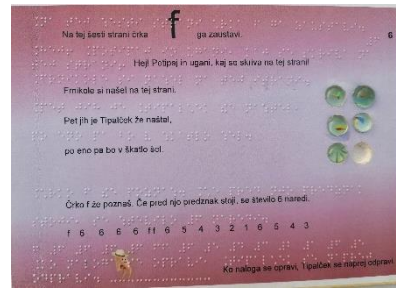 Na tej šesti strani črka f ga zaustavi. 6
Hej! Potipaj in ugani, kaj se skriva na tej strani!
Frnikole si našel na tej strani.
Pet jih je Tipalček že naštal,
po eno pa bo v škatlo šel.
Črko f že poznaš. Če pred njo predznak stoji, se število 6 naredi.
f 6 6 6 6 f f 6 5 4 3 2 1 6 5 4 3
Ko naloga se opravi, Tipalček se naprej odpravi